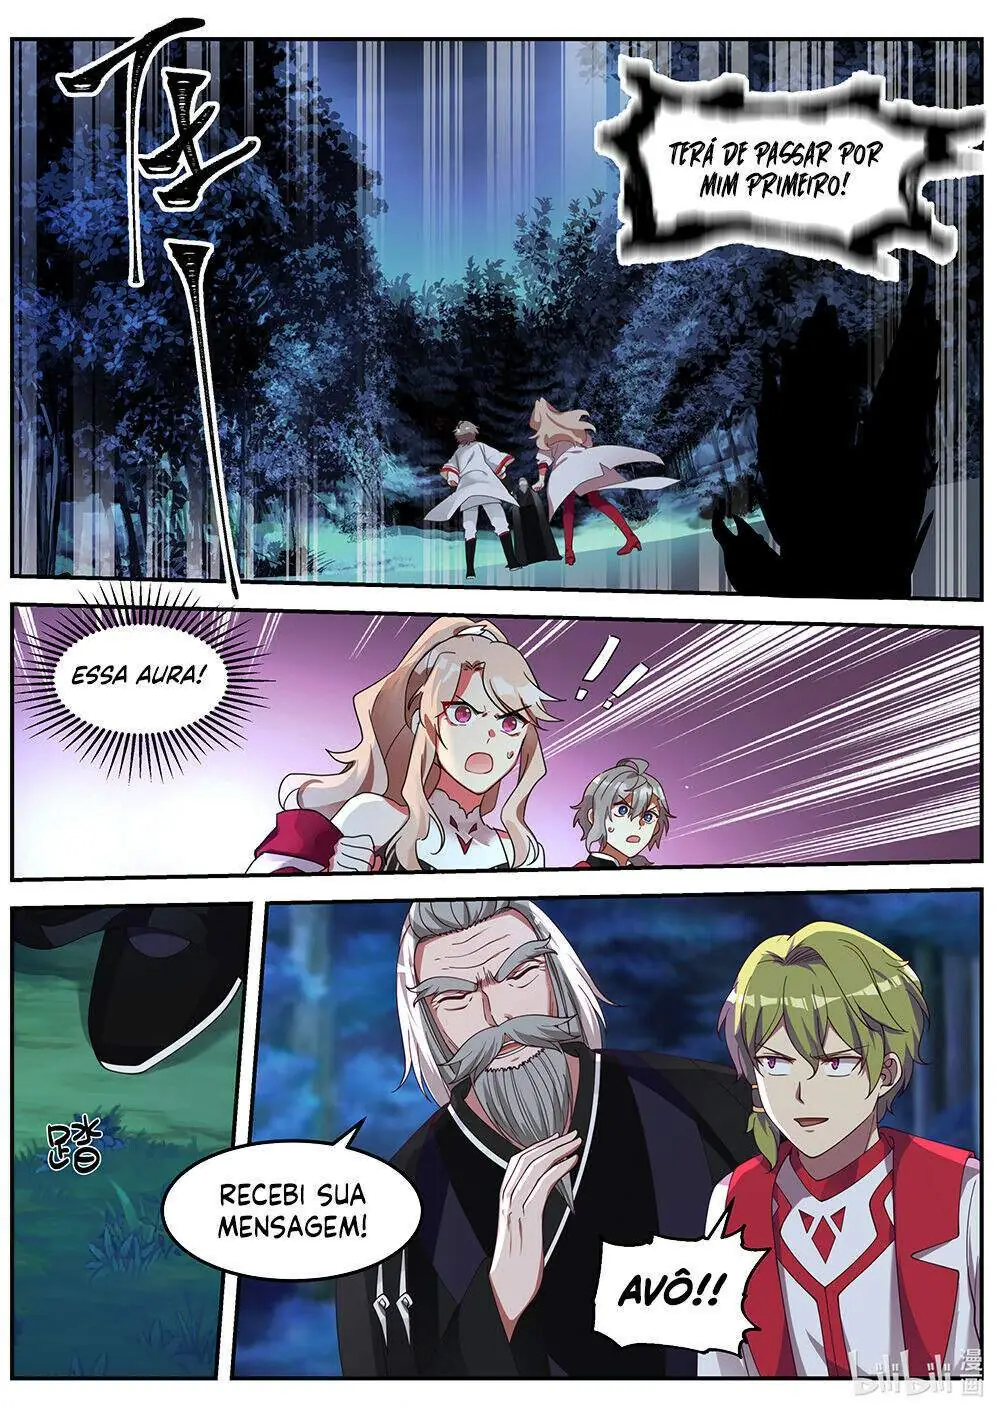 TERÁ DE PASSAR POR
MIM PRIMEIRO!
ESSA AURA!
!!
踏
RECEBI SUA
MENSAGEM!
AVÔ!!
bilibili 漫画